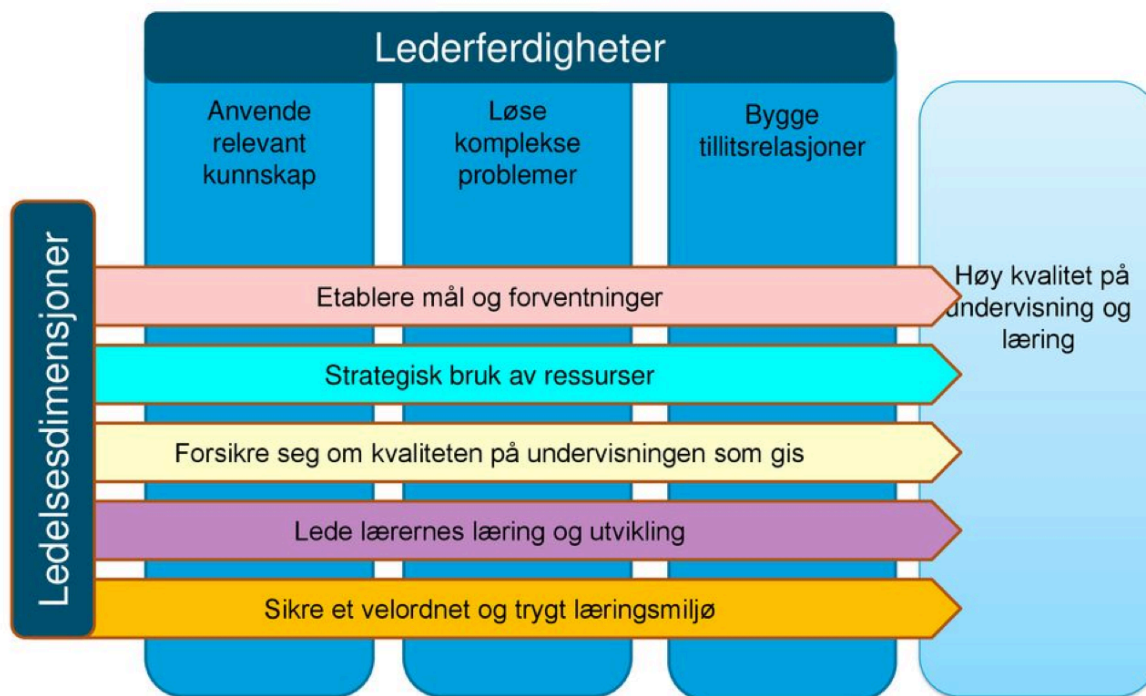 Lederferdigheter
Anvende
relevant
kunnskap
Løse
komplekse
problemer
Bygge
tillitsrelasjoner
Ledelsesdimensjoner
Etablere mål og forventninger
Strategisk bruk av ressurser
Forsikre seg om kvaliteten på undervisningen som gis
Lede lærernes læring og utvikling
Sikre et velordnet og trygt læringsmiljø
Høy kvalitet på
undervisning og
læring